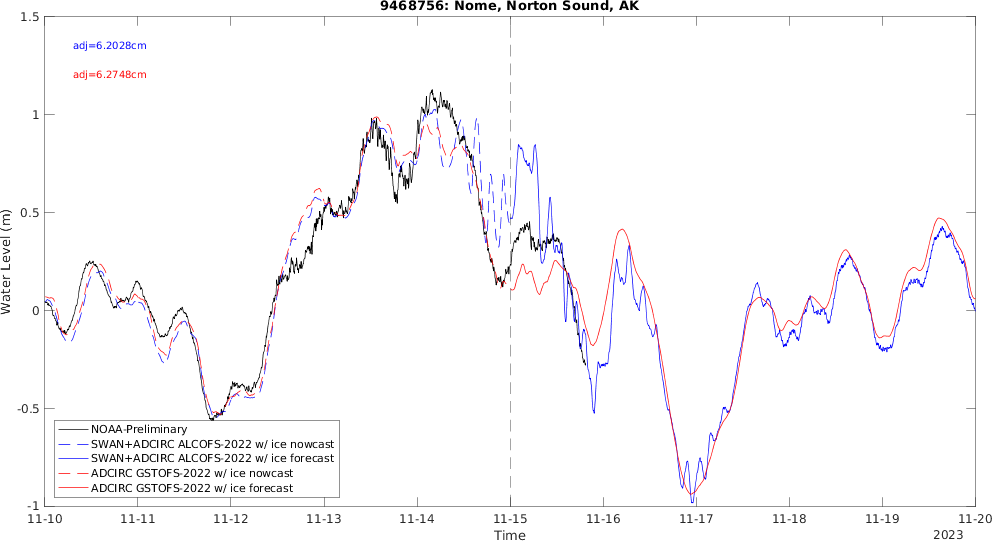 9468756: Nome, Norton Sound, AK
adj=6.2028cm
adj=6.2748cm
Water Level (m)
1.5
1
0.5
0
-0.5
-1
NOAA-Preliminary
SWAN+ADCIRC ALCOFS-2022 w/ ice nowcast
SWAN+ADCIRC ALCOFS-2022 w/ ice forecast
ADCIRC GSTOFS-2022 w/ ice nowcast
ADCIRC GSTOFS-2022 w/ ice forecast
11-10 11-11 11-12 11-13 11-14 11-15 11-16 11-17 11-18 11-19 11-20
Time
2023